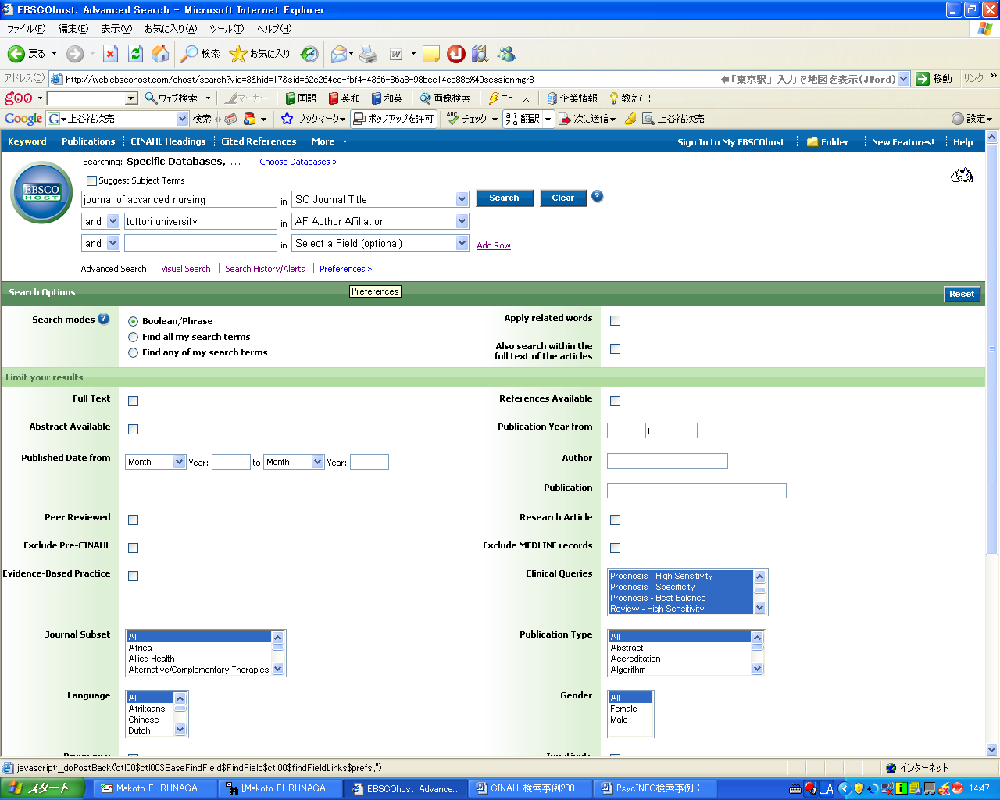 EBSCOhost: Advanced Search - Microsoft Internet Explorer
ファイル(F) 編集(E) 表示(V) お気に入り(A) ツール(T) ヘルプ(H)
戻る 検索 お気に入り
アドレス(D) http://web.ebscohost.com/ehost/search?vid=3&hid=17&sid=62c264ed-fbf4-4366-86a8-98bce14ec88e%40sessionmgr8 「東京駅」入力で地図を表示(JWord) 移動 リンク »
goo ウェブ検索 マーカー 国語 英和 和英 画像検索 ニュース 企業情報 教えて！
Google G 上谷祐次亮 検索 ブックマーク ポップアップを許可 チェック 翻訳 次に送信 上谷祐次亮 設定
Keyword Publications CINAHL Headings Cited References More Sign In to My EBSCOhost Folder New Features! Help
Searching: Specific Databases, ... Choose Databases »
EBSCO HOST
Suggest Subject Terms
journal of advanced nursing in SO Journal Title Search Clear ?
and tottori university in AF Author Affiliation
and in Select a Field (optional) Add Row
Advanced Search Visual Search Search History/Alerts Preferences »
Preferences
Search Options Reset
Search modes ? Boolean/Phrase Apply related words
Find all my search terms
Find any of my search terms Also search within the full text of the articles
Limit your results
Full Text References Available
Abstract Available Publication Year from to
Published Date from Month Year: to Month Year: Author
Publication
Peer Reviewed Research Article
Exclude Pre-CINAHL Exclude MEDLINE records
Evidence-Based Practice Clinical Queries Prognosis - High Sensitivity
Prognosis - Specificity
Prognosis - Best Balance
Review - High Sensitivity
Journal Subset All Publication Type All
Africa Abstract
Allied Health Accreditation
Alternative/Complementary Therapies Algorithm
Language All Gender All
Afrikaans Female
Chinese Male
Dutch
Pregnancy Inpatients
javascript:_doPostBack('ctl00$ctl00$BaseFindField$FindField$ctl00$findFieldLinks$prefs','') インターネット
スタート Makoto FURUNAGA ... [Makoto FURUNAGA... EBSCOhost: Advance... CINAHL検索事例200... PsycINFO検索事例 (... A 14:47